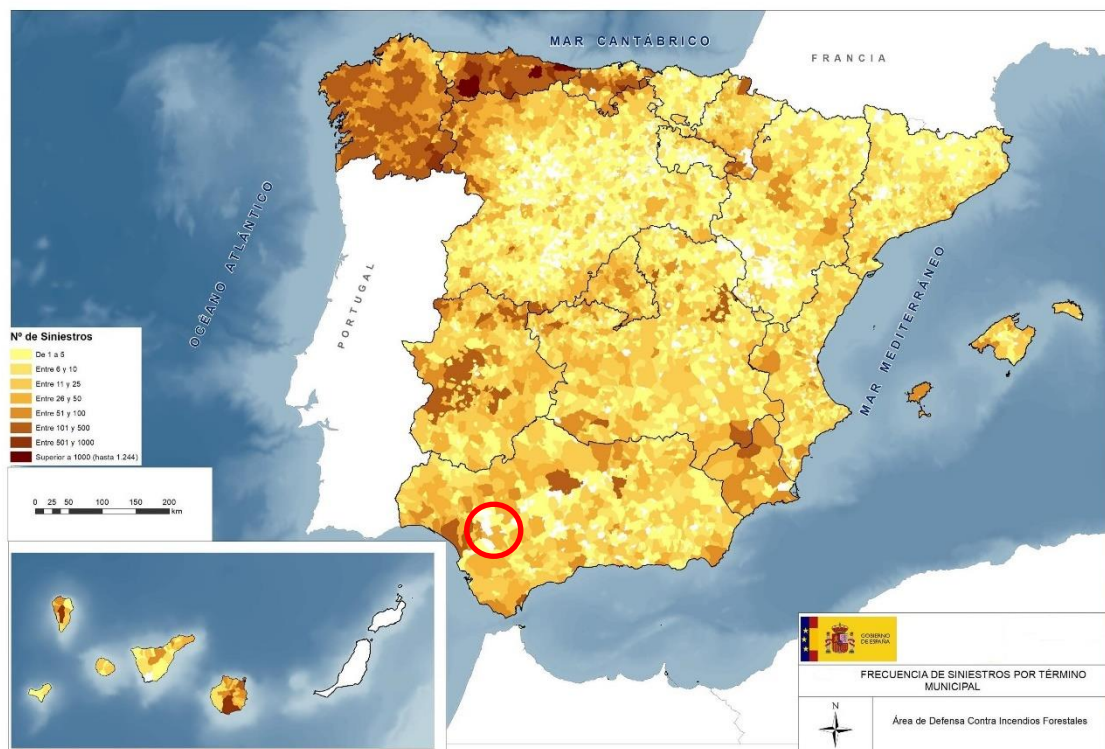 MAR CANTÁBRICO
FRANCIA
OCÉANO ATLÁNTICO
PORTUGAL
MAR MEDITERRÁNEO
Nº de Siniestros
De 1 a 5
Entre 6 y 10
Entre 11 y 25
Entre 26 y 50
Entre 51 y 100
Entre 101 y 500
Entre 501 y 1000
Superior a 1000 (hasta 1.244)
0 25 50 100 150 200
km
GOBIERNO
DE ESPAÑA
FRECUENCIA DE SINIESTROS POR TÉRMINO
MUNICIPAL
N
Área de Defensa Contra Incendios Forestales